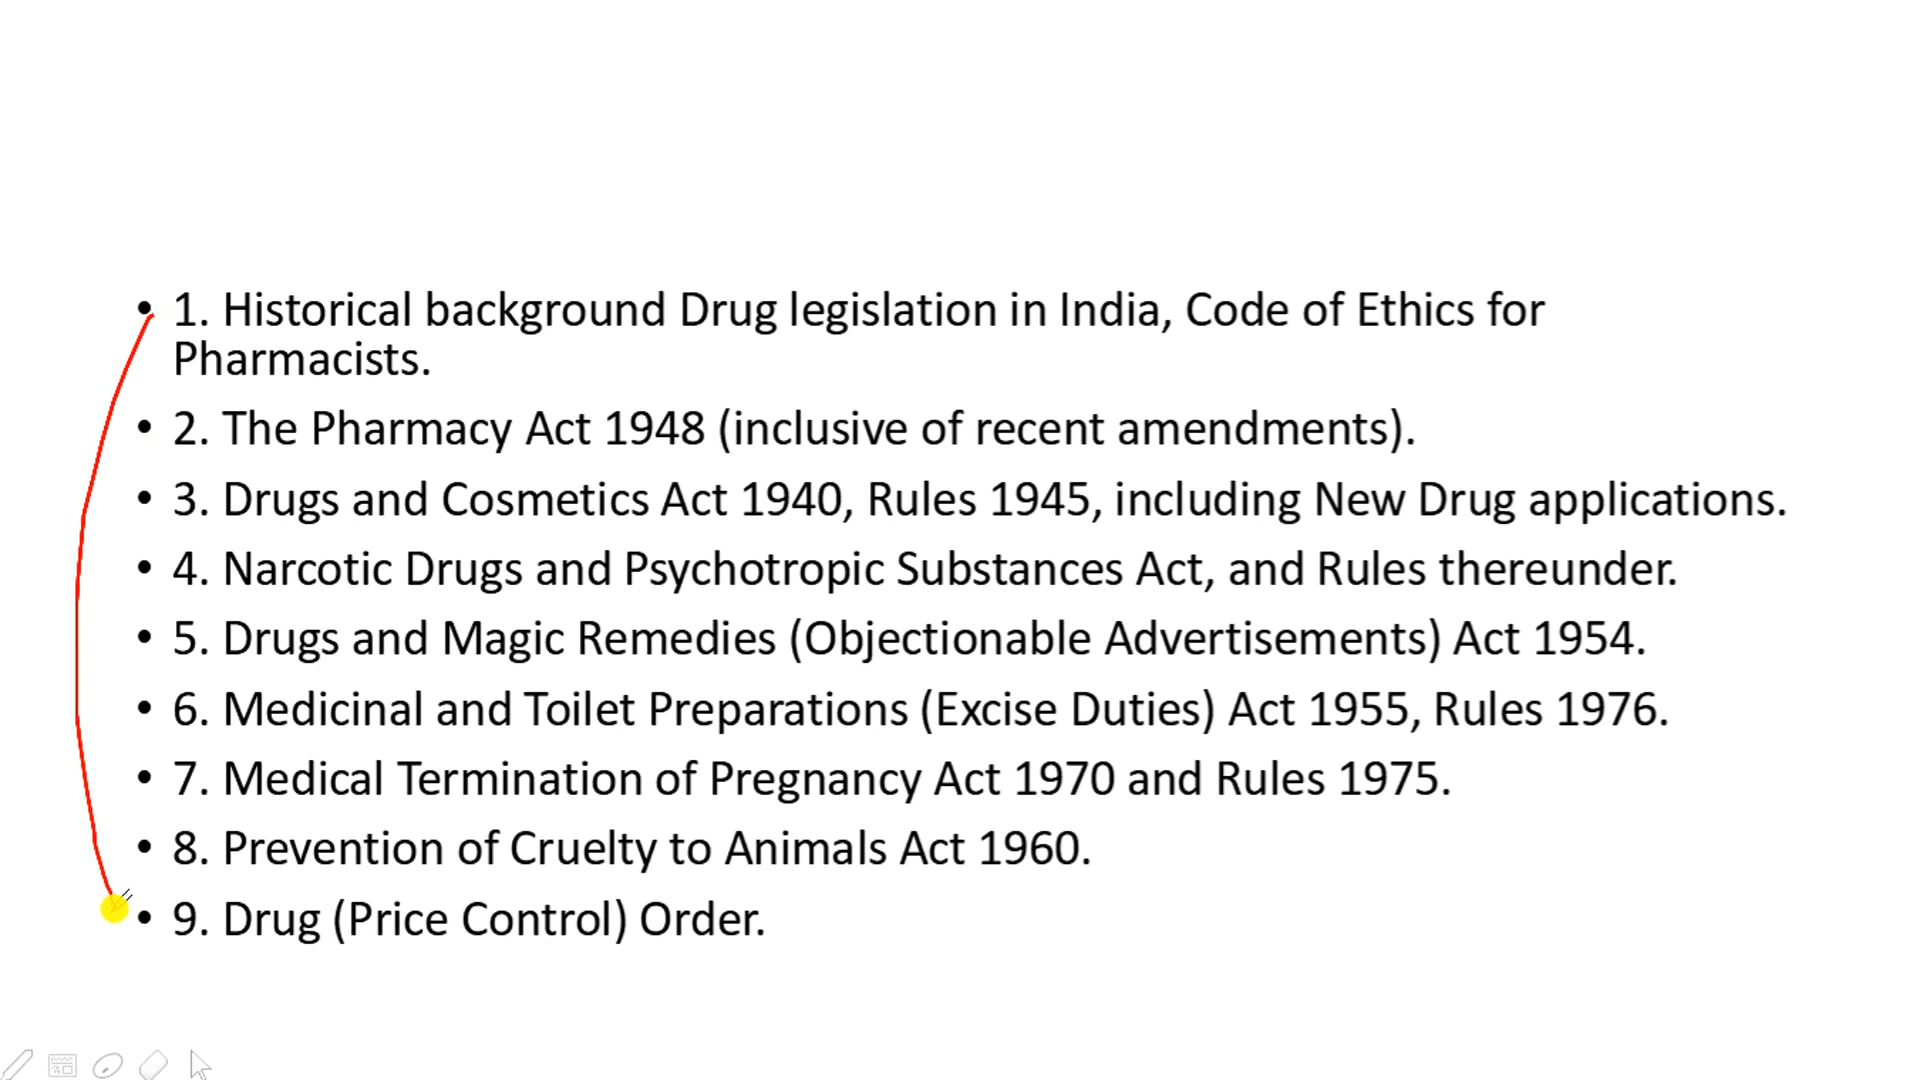 • 1. Historical background Drug legislation in India, Code of Ethics for
Pharmacists.
• 2. The Pharmacy Act 1948 (inclusive of recent amendments).
• 3. Drugs and Cosmetics Act 1940, Rules 1945, including New Drug applications.
• 4. Narcotic Drugs and Psychotropic Substances Act, and Rules thereunder.
• 5. Drugs and Magic Remedies (Objectionable Advertisements) Act 1954.
• 6. Medicinal and Toilet Preparations (Excise Duties) Act 1955, Rules 1976.
• 7. Medical Termination of Pregnancy Act 1970 and Rules 1975.
• 8. Prevention of Cruelty to Animals Act 1960.
• 9. Drug (Price Control) Order.